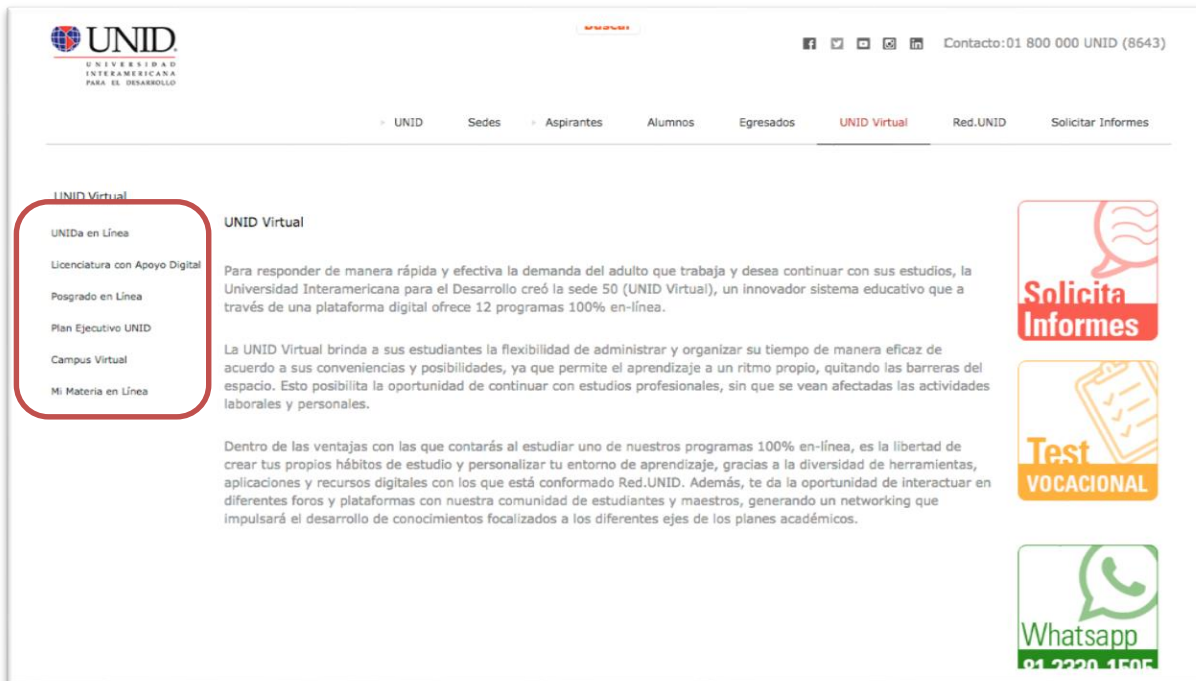 Buscar
UNID
UNIVERSIDAD
INTERAMERICANA
PARA EL DESARROLLO
Contacto:01 800 000 UNID (8643)
UNID Sedes Aspirantes Alumnos Egresados UNID Virtual Red.UNID Solicitar Informes
UNID Virtual
UNIDa en Línea
Licenciatura con Apoyo Digital
Posgrado en Línea
Plan Ejecutivo UNID
Campus Virtual
Mi Materia en Línea
UNID Virtual
Para responder de manera rápida y efectiva la demanda del adulto que trabaja y desea continuar con sus estudios, la
Universidad Interamericana para el Desarrollo creó la sede 50 (UNID Virtual), un innovador sistema educativo que a
través de una plataforma digital ofrece 12 programas 100% en-línea.
La UNID Virtual brinda a sus estudiantes la flexibilidad de administrar y organizar su tiempo de manera eficaz de
acuerdo a sus conveniencias y posibilidades, ya que permite el aprendizaje a un ritmo propio, quitando las barreras del
espacio. Esto posibilita la oportunidad de continuar con estudios profesionales, sin que se vean afectadas las actividades
laborales y personales.
Dentro de las ventajas con las que contarás al estudiar uno de nuestros programas 100% en-línea, es la libertad de
crear tus propios hábitos de estudio y personalizar tu entorno de aprendizaje, gracias a la diversidad de herramientas,
aplicaciones y recursos digitales con los que está conformado Red.UNID. Además, te da la oportunidad de interactuar en
diferentes foros y plataformas con nuestra comunidad de estudiantes y maestros, generando un networking que
impulsará el desarrollo de conocimientos focalizados a los diferentes ejes de los planes académicos.
Solicita
Informes
Test
VOCACIONAL
Whatsapp
81 2220 1505